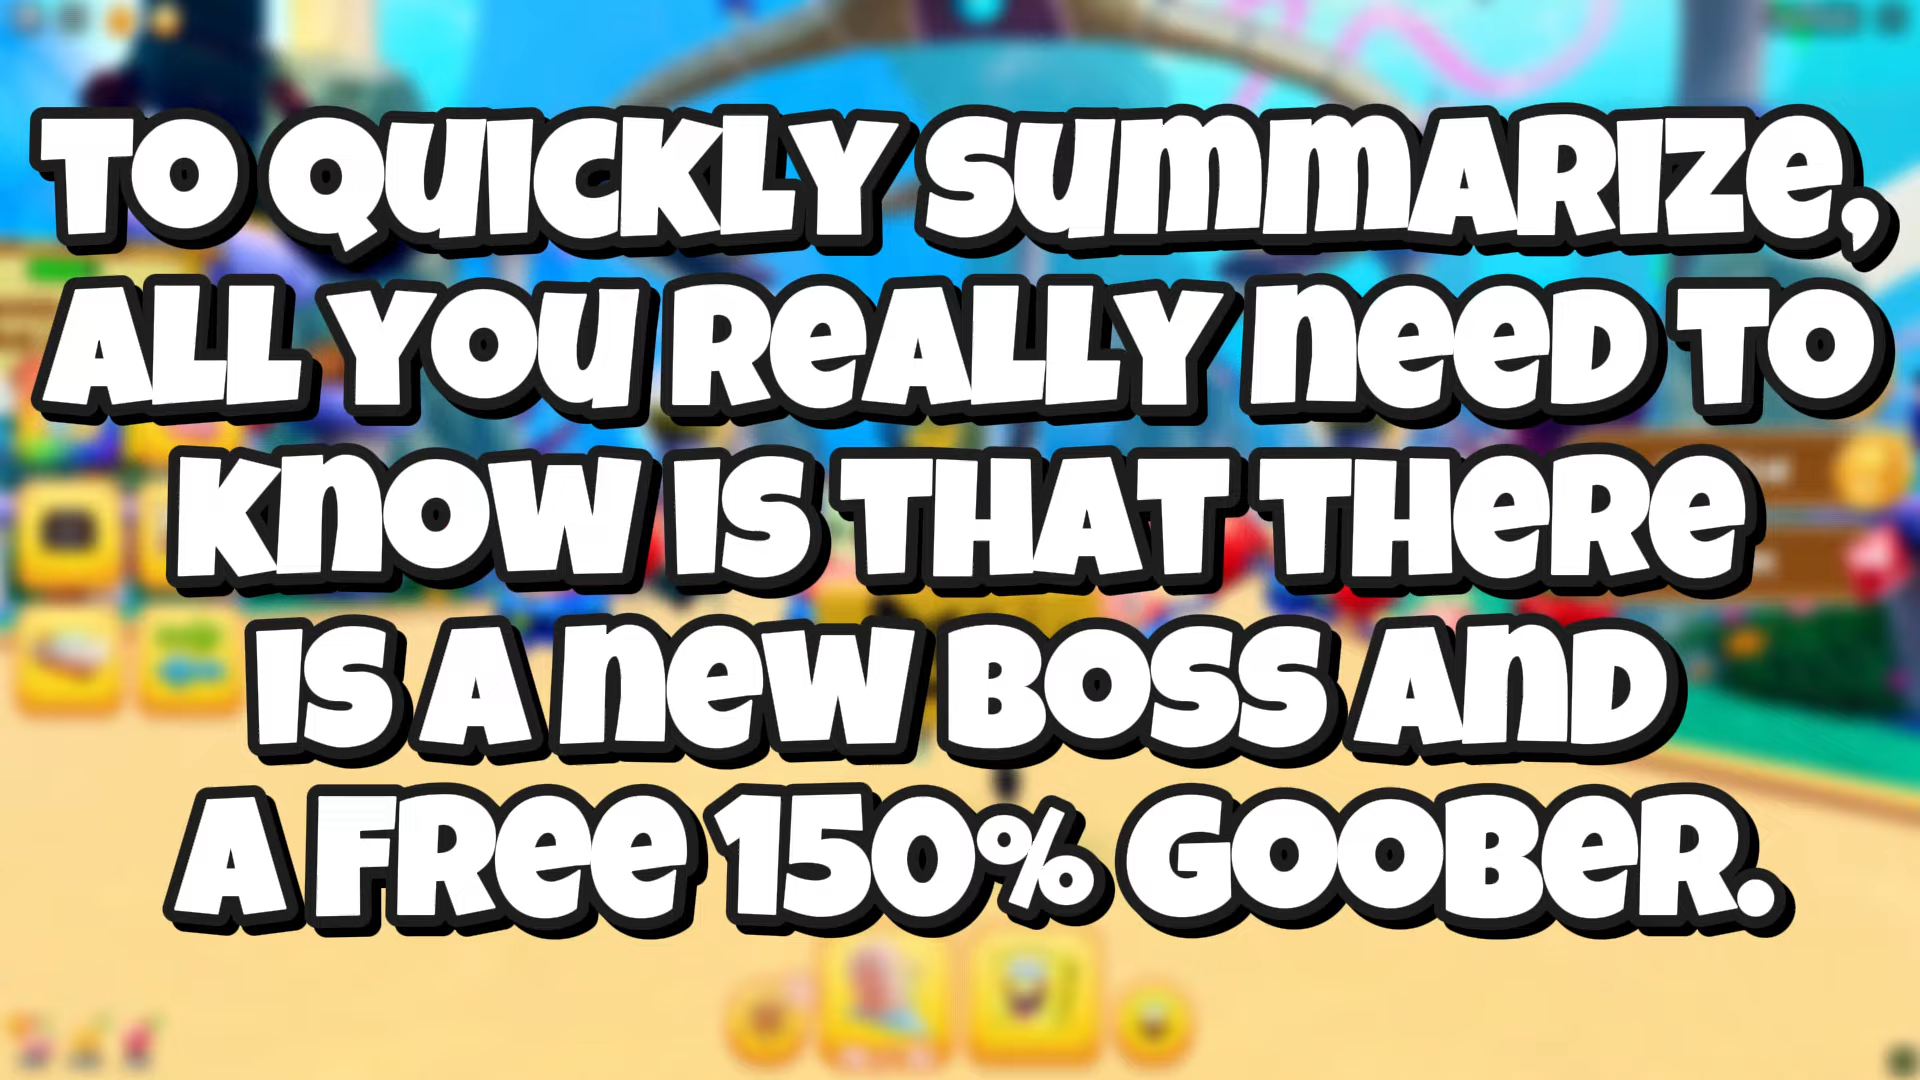 TO QUICKLY SUMMARIZE,
ALL YOU REALLY NEED TO
KNOW IS THAT THERE
IS A NEW BOSS AND
A FREE 150% GOOBER.